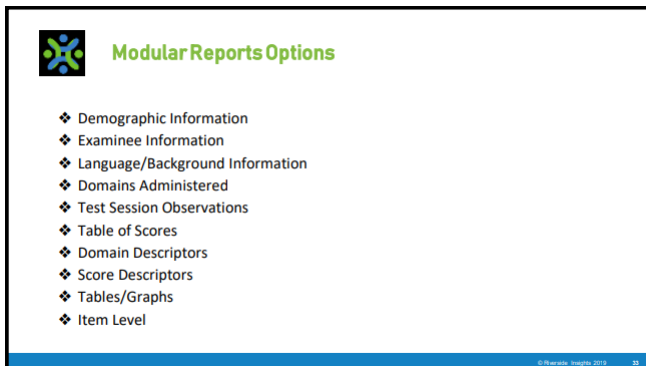 Modular Reports Options
❖ Demographic Information
❖ Examinee Information
❖ Language/Background Information
❖ Domains Administered
❖ Test Session Observations
❖ Table of Scores
❖ Domain Descriptors
❖ Score Descriptors
❖ Tables/Graphs
❖ Item Level
© Riverside Insights 2019 33